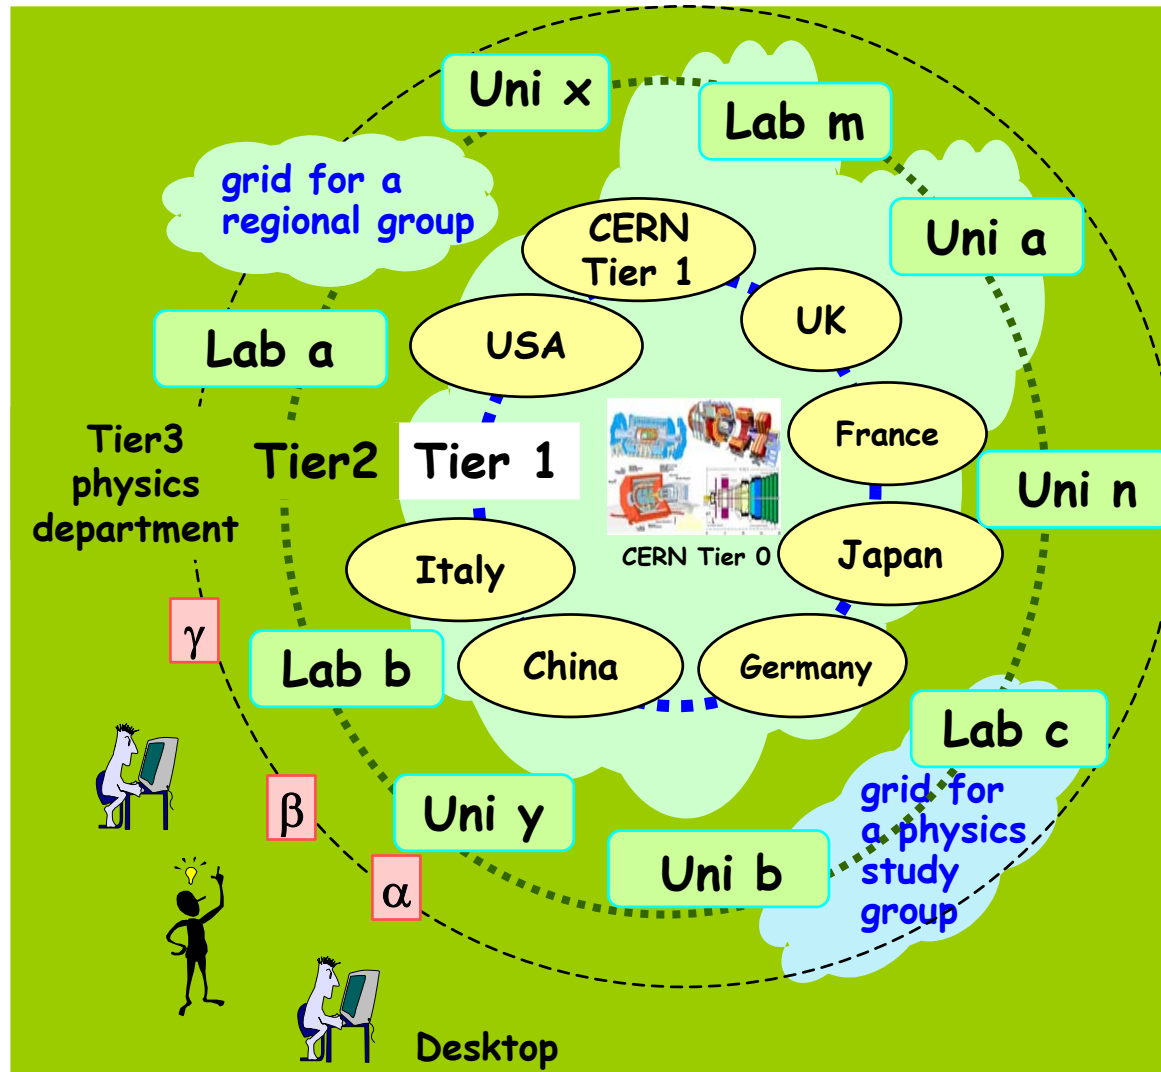 Uni x
Lab m
grid for a
regional group
CERN
Tier 1
Uni a
UK
USA
Lab a
France
Tier3
physics
department
Tier2
Tier 1
Uni n
CERN Tier 0
Japan
Italy
γ
Lab b
China
Germany
Lab c
grid for
a physics
study
group
β
Uni y
Uni b
α
Desktop